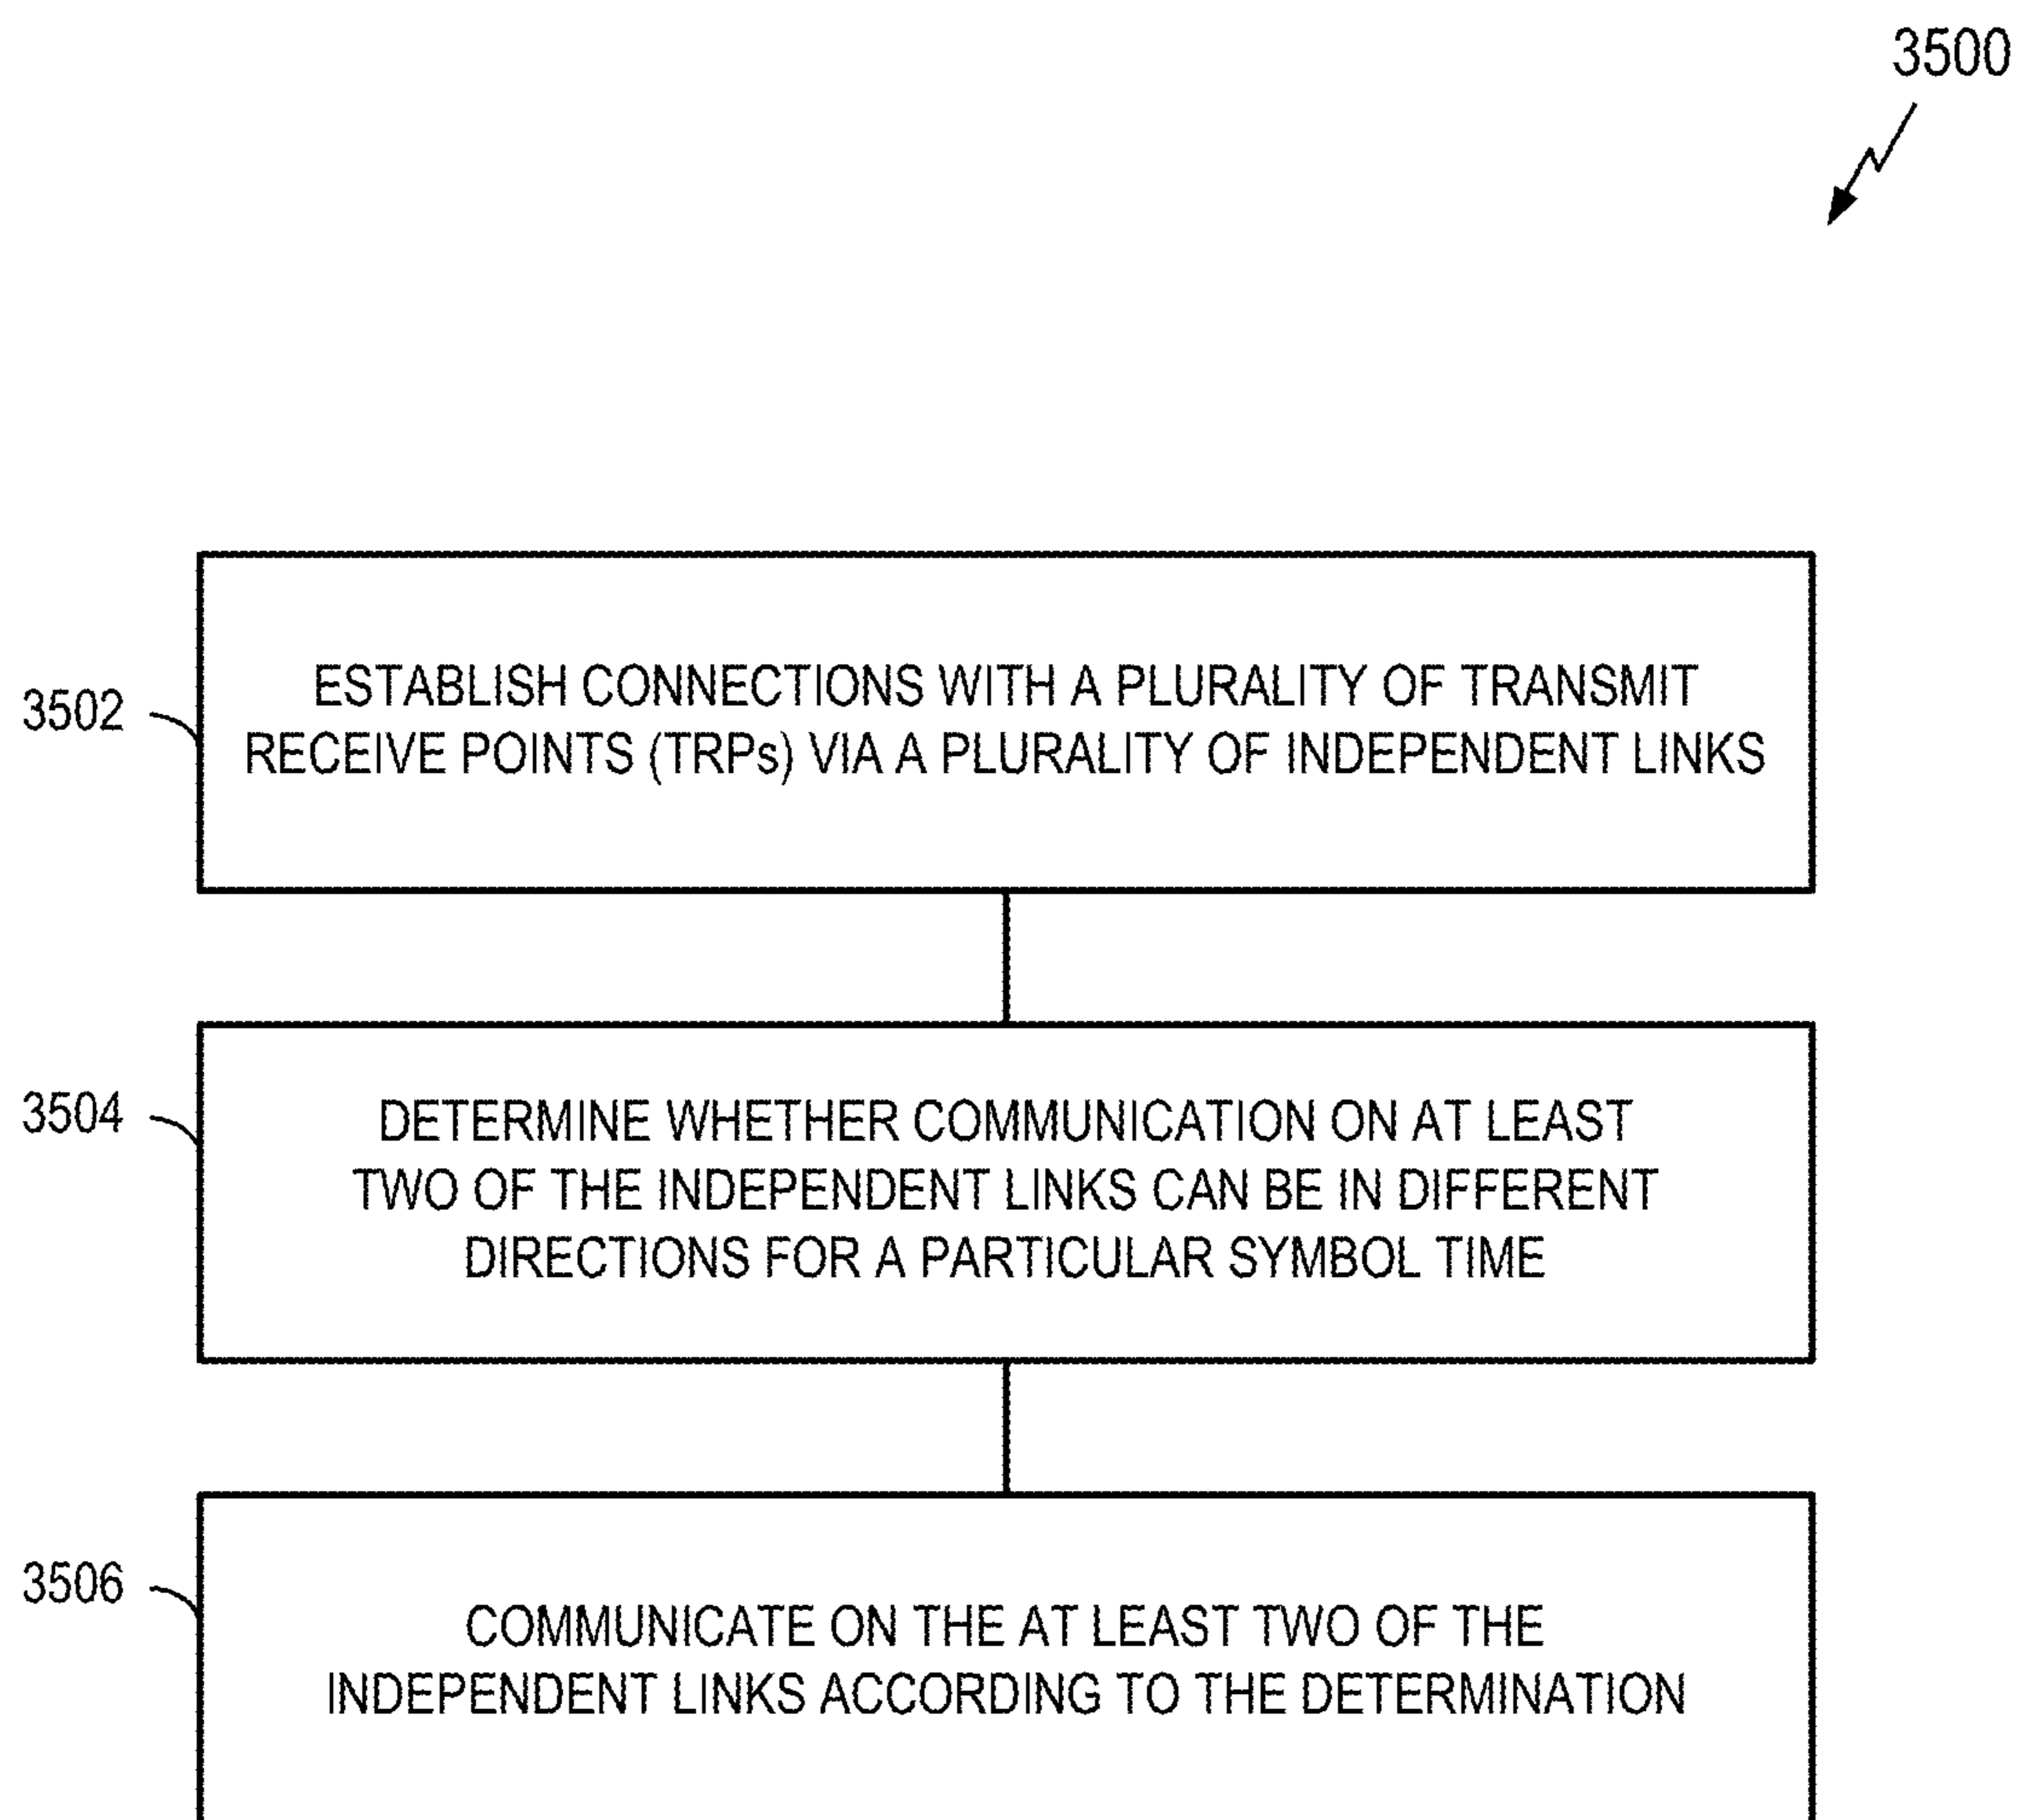 3500
3502
ESTABLISH CONNECTIONS WITH A PLURALITY OF TRANSMIT
RECEIVE POINTS (TRPs) VIA A PLURALITY OF INDEPENDENT LINKS
3504
DETERMINE WHETHER COMMUNICATION ON AT LEAST
TWO OF THE INDEPENDENT LINKS CAN BE IN DIFFERENT
DIRECTIONS FOR A PARTICULAR SYMBOL TIME
3506
COMMUNICATE ON THE AT LEAST TWO OF THE
INDEPENDENT LINKS ACCORDING TO THE DETERMINATION